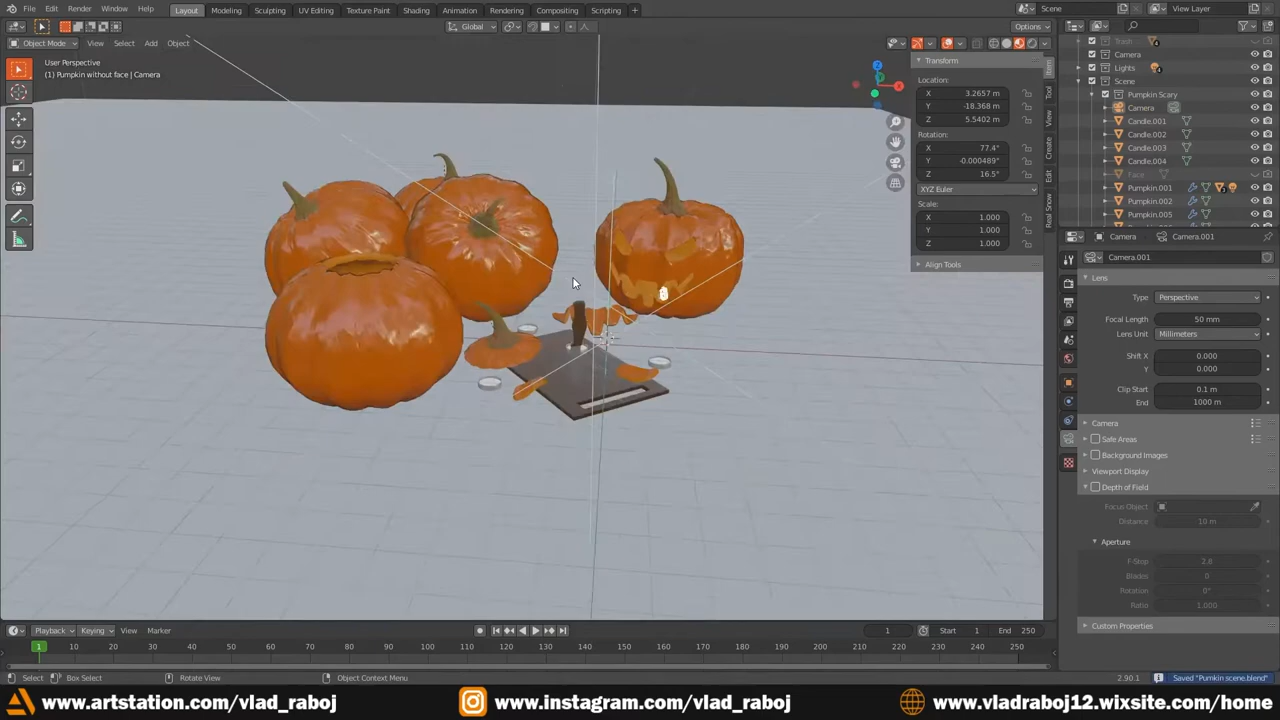 File Edit Render Window Help Layout Modeling Sculpting UV Editing Texture Paint Shading Animation Rendering Compositing Scripting + Scene View Layer
Global Options
Object Mode View Select Add Object
User Perspective
(1) Pumpkin without face | Camera
Transform
Location:
X 3.2657 m
Y -18.368 m
Z 5.5402 m
Rotation:
X 77.4°
Y -0.000489°
Z 16.5°
XYZ Euler
Scale:
X 1.000
Y 1.000
Z 1.000
Align Tools
Item
Tool
View
Create
Edit
Real Snow
Z
X
Trash
Camera
Lights
Scene
Pumpkin Scary
Camera
Candle.001
Candle.002
Candle.003
Candle.004
Face
Pumpkin.001
Pumpkin.002
Pumpkin.005
Camera Camera.001
Camera.001
Lens
Type Perspective
Focal Length 50 mm
Lens Unit Millimeters
Shift X 0.000
Y 0.000
Clip Start 0.1 m
End 1000 m
Camera
Safe Areas
Background Images
Viewport Display
Depth of Field
Focus Object
Distance 10 m
Aperture
F-Stop 2.8
Blades 0
Rotation 0°
Ratio 1.000
Custom Properties
Playback Keying View Marker 1 Start 1 End 250
1 10 20 30 40 50 60 70 80 90 100 110 120 130 140 150 160 170 180 190 200 210 220 230 240 250
Select Box Select Rotate View Object Context Menu 2.90.1 Saved "Pumkin scene.blend"
www.artstation.com/vlad_raboj www.instagram.com/vlad_raboj www.vladraboj12.wixsite.com/home